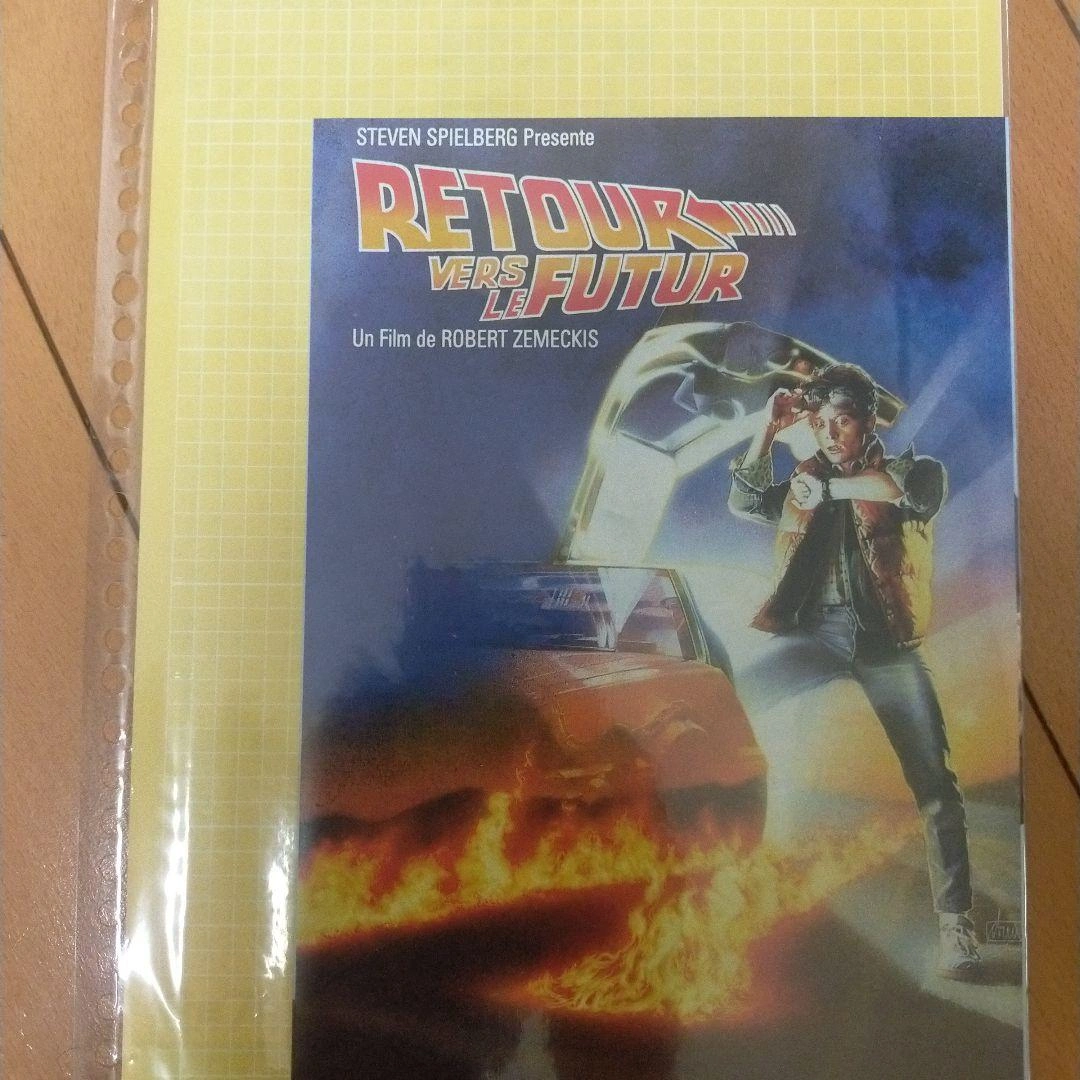 STEVEN SPIELBERG Presente
RETOUR
VERS
LE FUTUR
Un Film de ROBERT ZEMECKIS